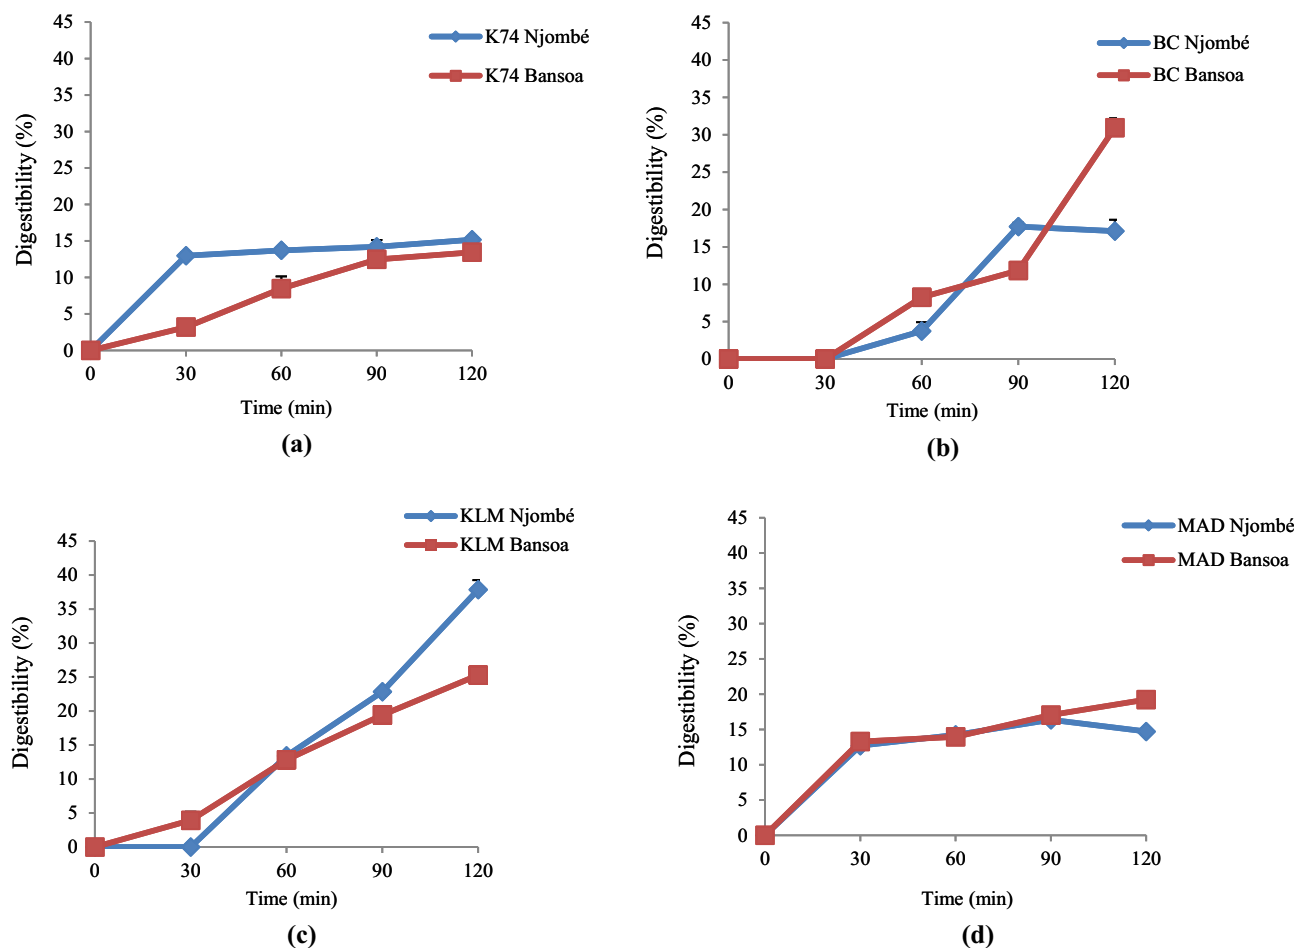 K74 Njombé
K74 Bansoa
Digestibility (%)
45
40
35
30
25
20
15
10
5
0
0 30 60 90 120
Time (min)
(a)
BC Njombé
BC Bansoa
Digestibility (%)
45
40
35
30
25
20
15
10
5
0
0 30 60 90 120
Time (min)
(b)
KLM Njombé
KLM Bansoa
Digestibility (%)
45
40
35
30
25
20
15
10
5
0
0 30 60 90 120
Time (min)
(c)
MAD Njombé
MAD Bansoa
Digestibility (%)
45
40
35
30
25
20
15
10
5
0
0 30 60 90 120
Time (min)
(d)